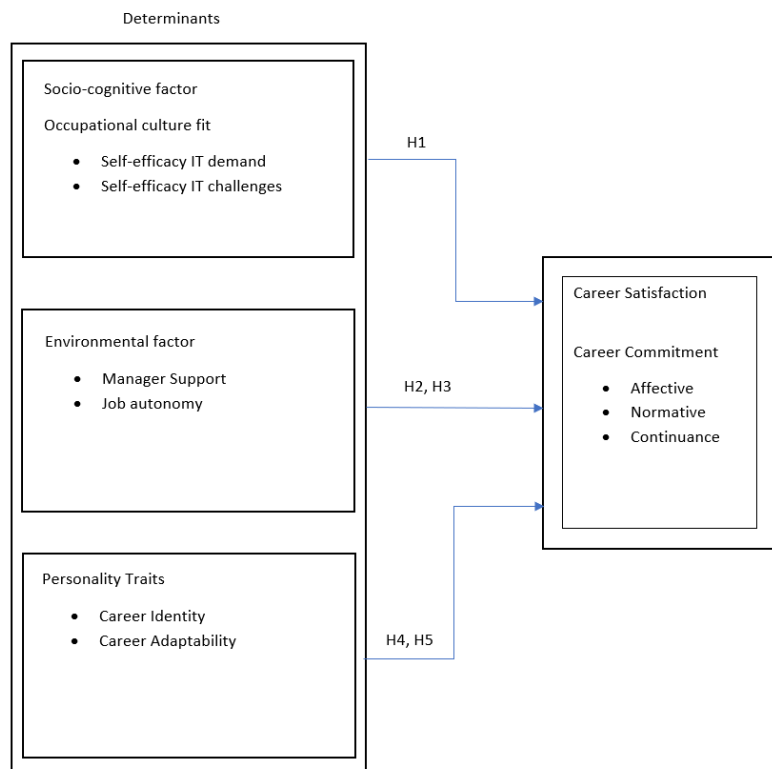 Determinants
Socio-cognitive factor
Occupational culture fit
• Self-efficacy IT demand
• Self-efficacy IT challenges
H1
Environmental factor
• Manager Support
• Job autonomy
H2, H3
Personality Traits
• Career Identity
• Career Adaptability
H4, H5
Career Satisfaction
Career Commitment
• Affective
• Normative
• Continuance